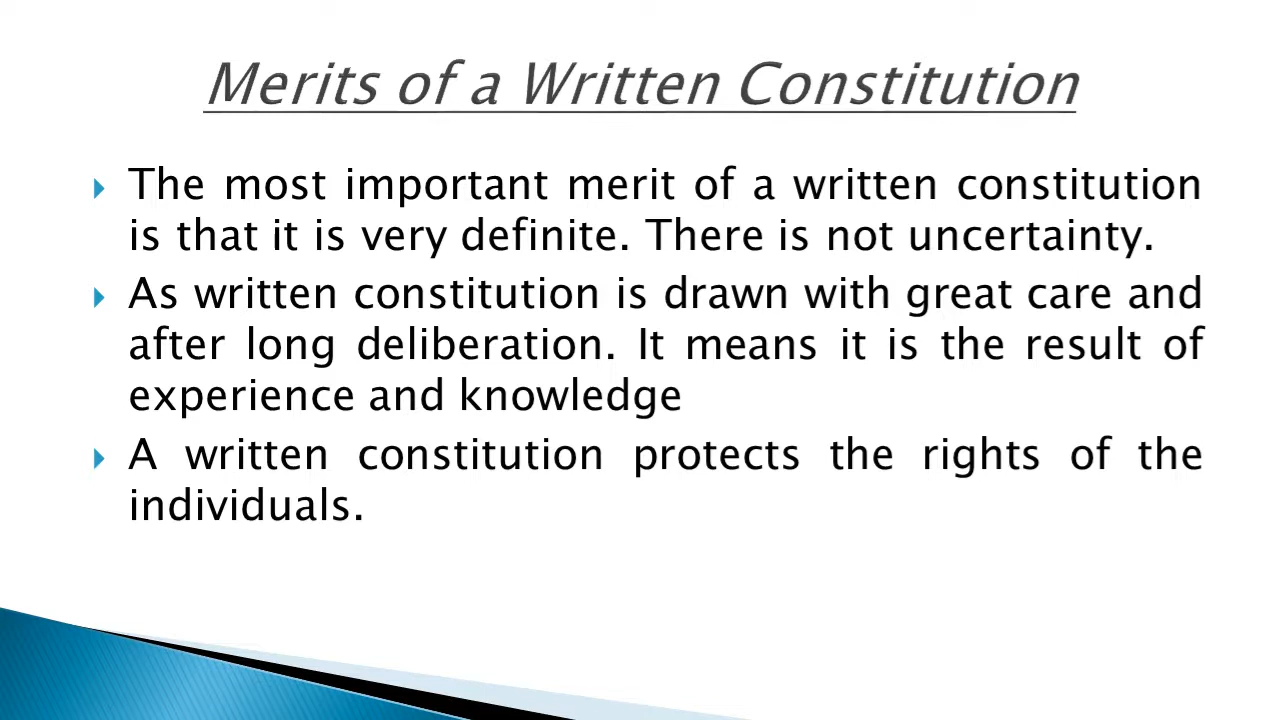 Merits of a Written Constitution
The most important merit of a written constitution
is that it is very definite. There is not uncertainty.
As written constitution is drawn with great care and
after long deliberation. It means it is the result of
experience and knowledge
A written constitution protects the rights of the
individuals.